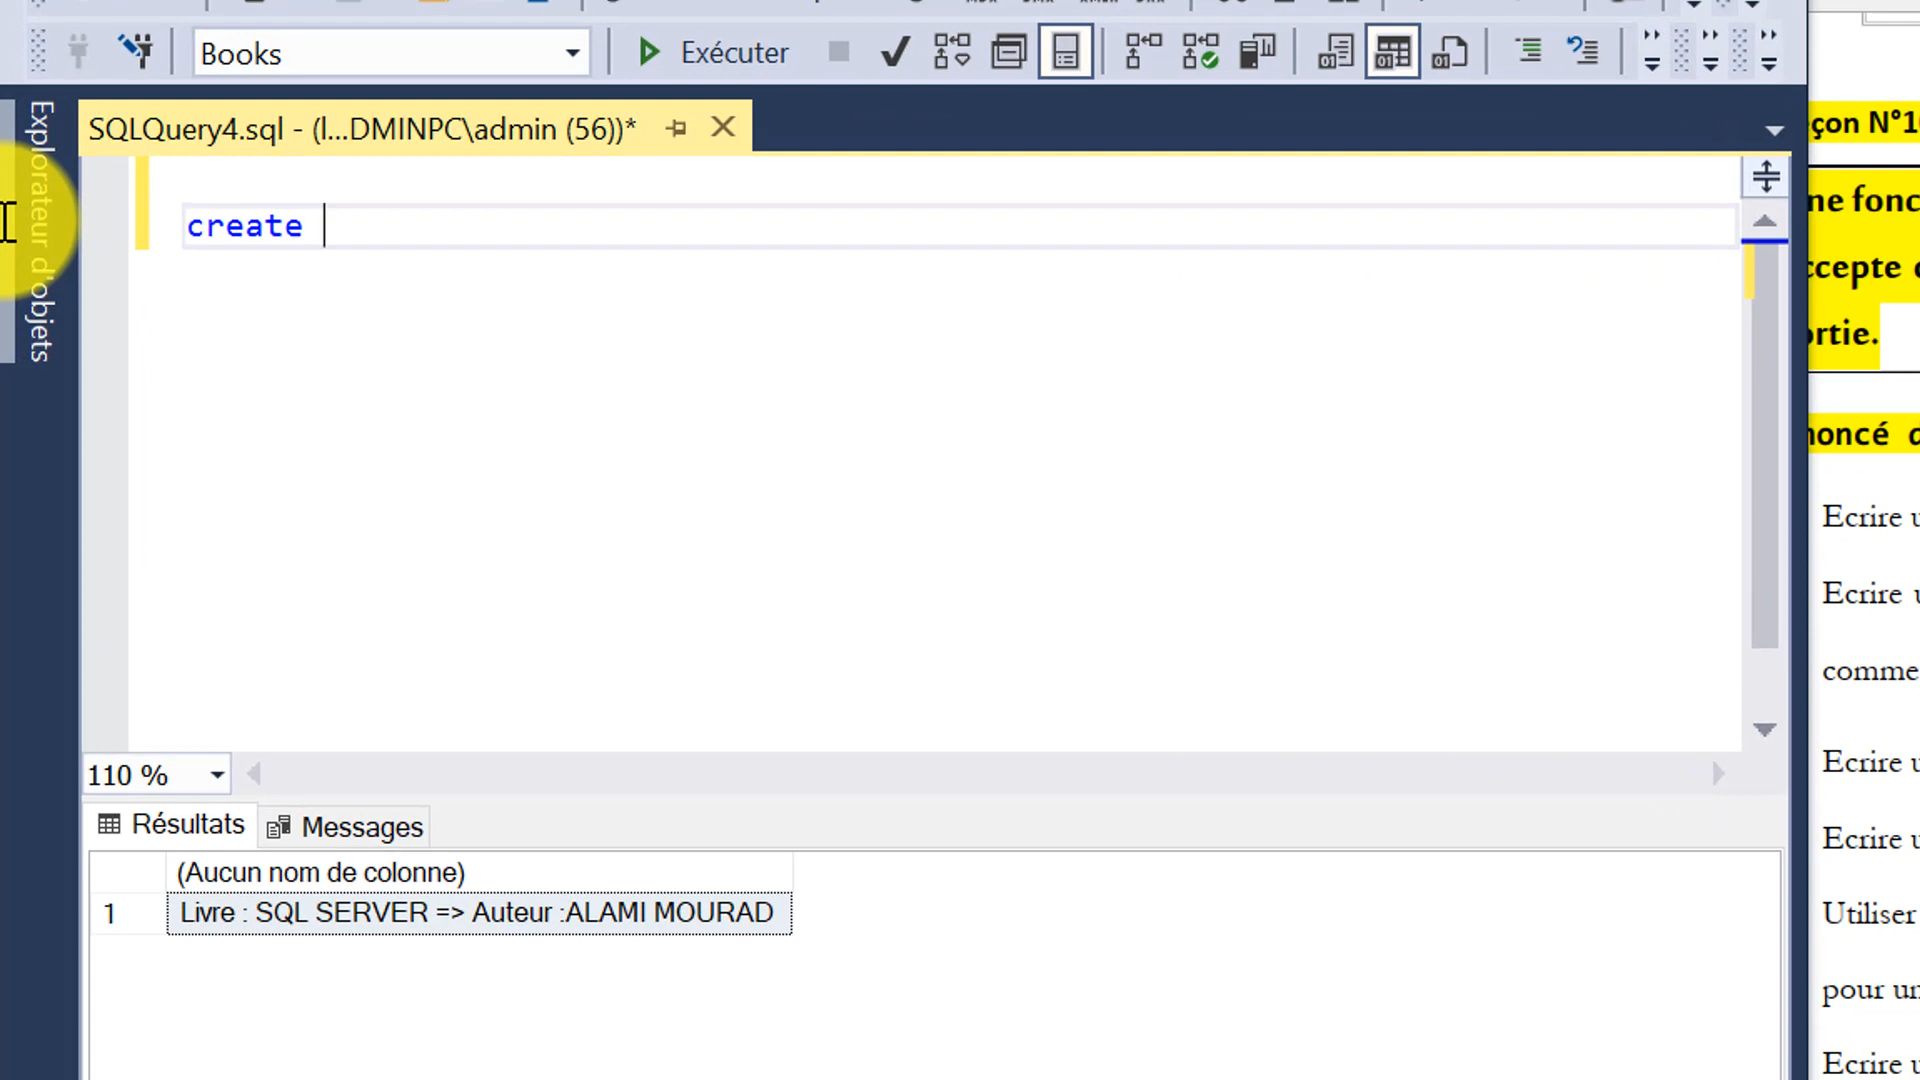 Books
Exécuter
Explorateur d'objets
SQLQuery4.sql - (l...DMINPC\admin (56))*
create
110 %
Résultats
Messages
(Aucun nom de colonne)
1
Livre : SQL SERVER => Auteur :ALAMI MOURAD
çon N°1
ne fonc
ccepte
ortie.
noncé
Ecrire
Ecrire
comme
Ecrire
Ecrire
Utiliser
pour un
Ecrire